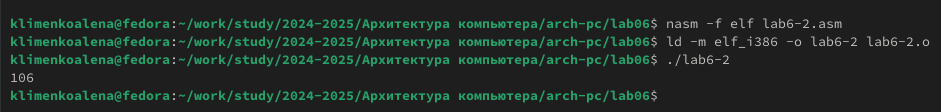 klimenkoalena@fedora:~/work/study/2024-2025/Архитектура компьютера/arch-pc/lab06$ nasm -f elf lab6-2.asm
klimenkoalena@fedora:~/work/study/2024-2025/Архитектура компьютера/arch-pc/lab06$ ld -m elf_i386 -o lab6-2 lab6-2.o
klimenkoalena@fedora:~/work/study/2024-2025/Архитектура компьютера/arch-pc/lab06$ ./lab6-2
106
klimenkoalena@fedora:~/work/study/2024-2025/Архитектура компьютера/arch-pc/lab06$